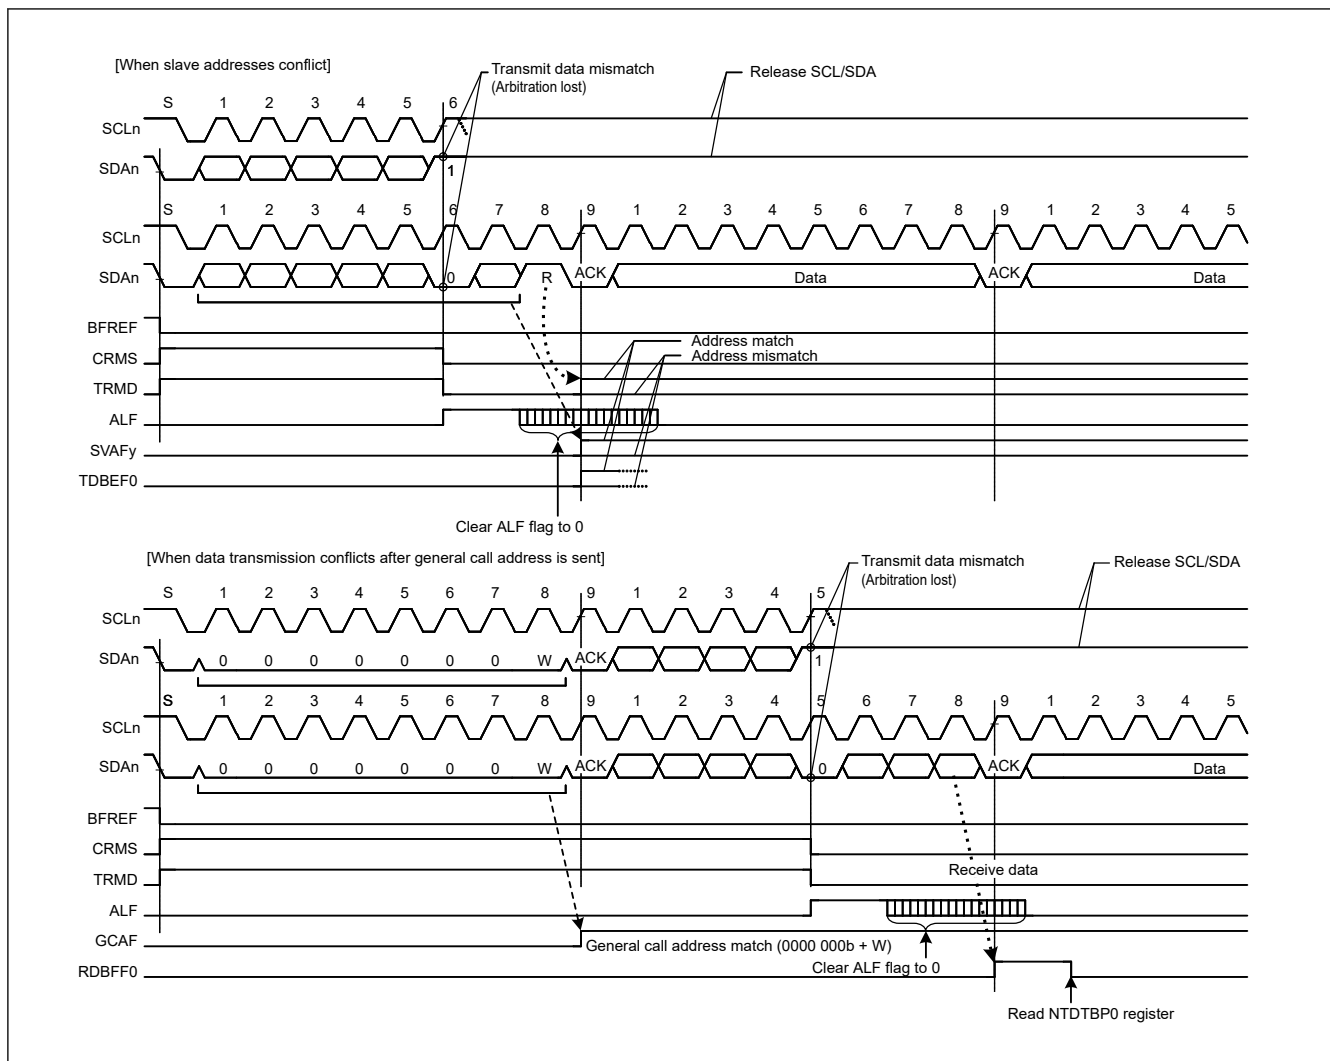 [When slave addresses conflict]
Transmit data mismatch
(Arbitration lost)
Release SCL/SDA
S 1 2 3 4 5 6
SCLn
SDAn
1
S 1 2 3 4 5 6 7 8 9 1 2 3 4 5 6 7 8 9 1 2 3 4 5
SCLn
SDAn 0 R ACK Data ACK Data
BFREF
CRMS
Address match
Address mismatch
TRMD
ALF
SVAFy
TDBEF0
Clear ALF flag to 0
[When data transmission conflicts after general call address is sent]
Transmit data mismatch
(Arbitration lost)
Release SCL/SDA
S 1 2 3 4 5 6 7 8 9 1 2 3 4 5
SCLn
SDAn 0 0 0 0 0 0 0 W ACK 1
S 1 2 3 4 5 6 7 8 9 1 2 3 4 5 6 7 8 9 1 2 3 4 5
SCLn
SDAn 0 0 0 0 0 0 0 W ACK 0 ACK Data
BFREF
CRMS
TRMD
Receive data
ALF
GCAF
General call address match (0000 000b + W)
Clear ALF flag to 0
RDBFF0
Read NTDTBP0 register